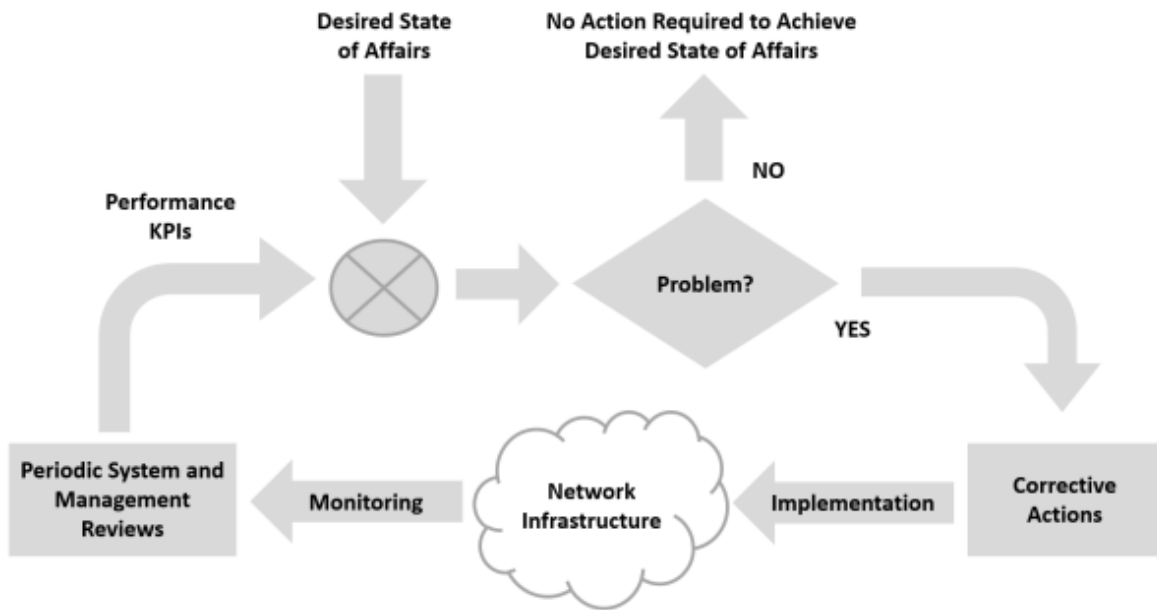 Desired State
of Affairs
No Action Required to Achieve
Desired State of Affairs
NO
Performance
KPIs
Problem?
YES
Periodic System and
Management
Reviews
Monitoring
Network
Infrastructure
Implementation
Corrective
Actions